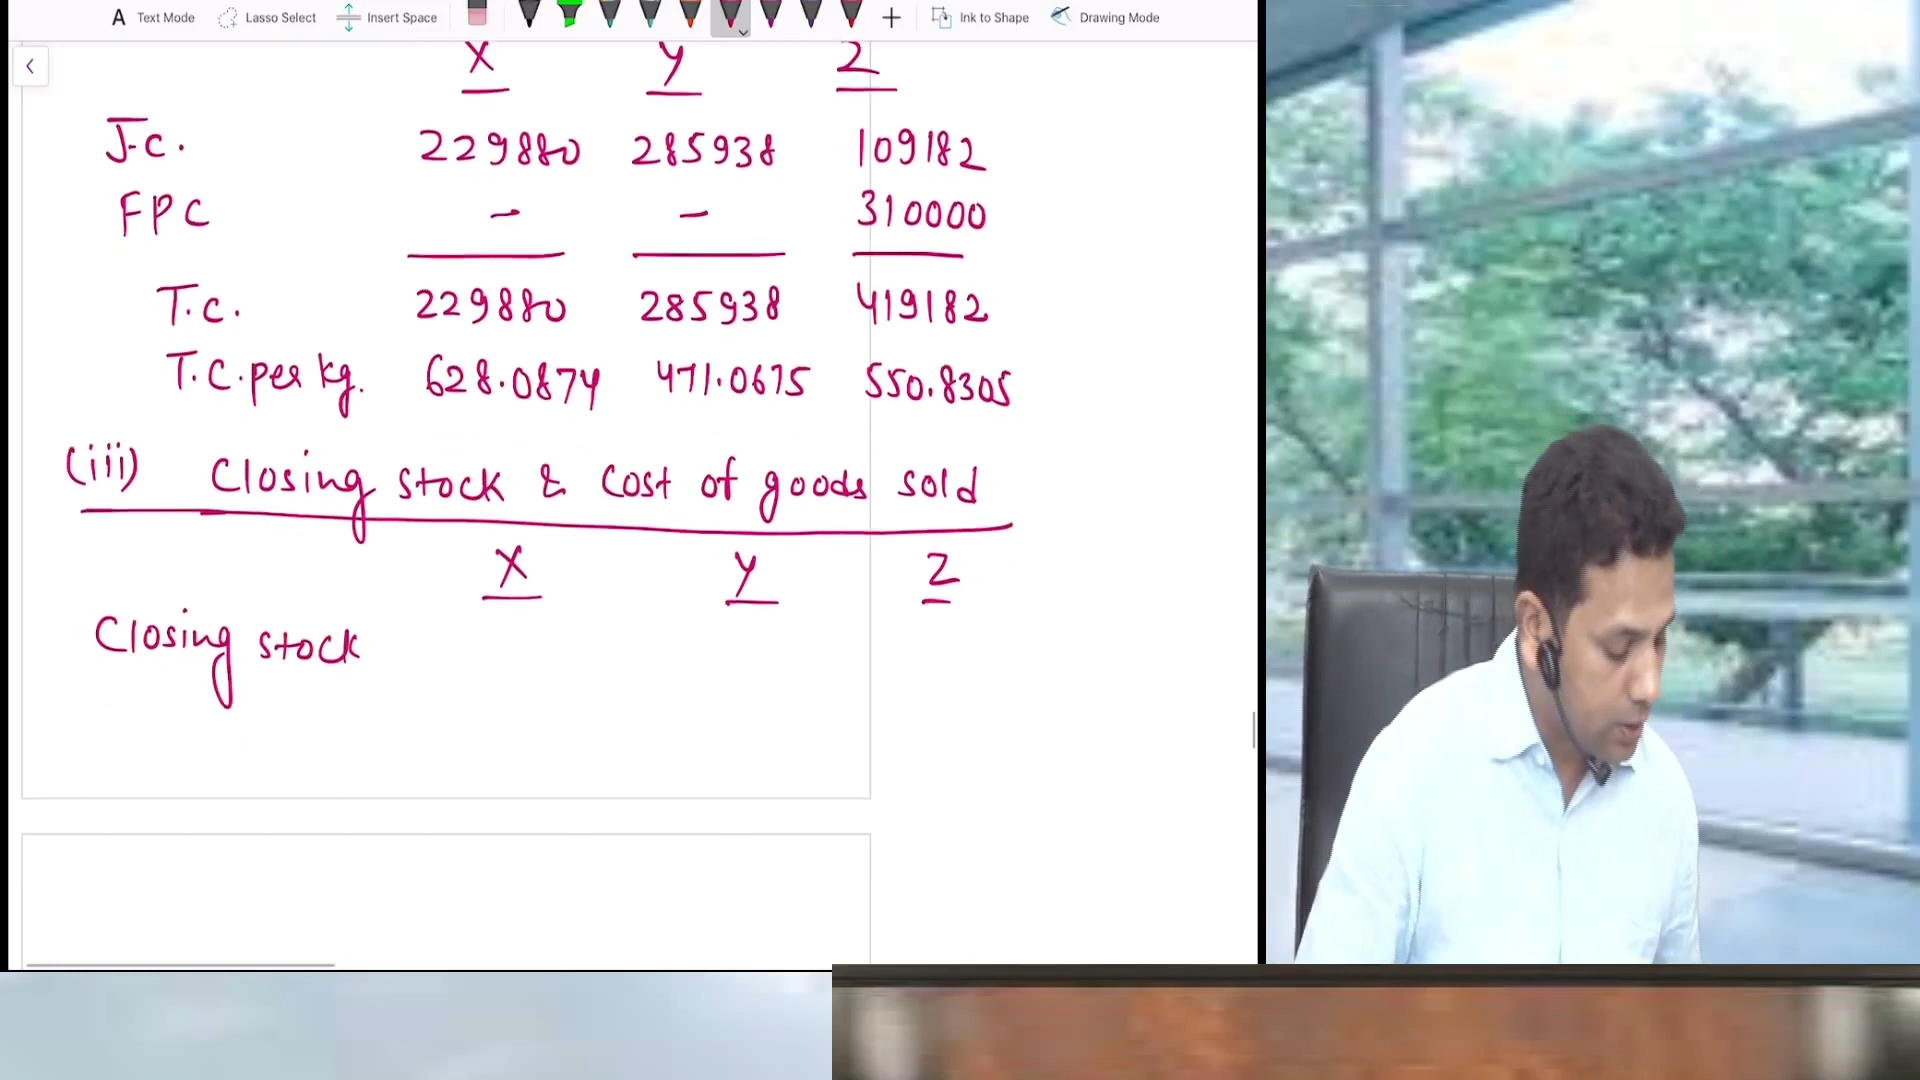 Text Mode Lasso Select Insert Space Ink to Shape Drawing Mode
X Y Z
J.C. 229880 285938 109182
FPC - - 310000
T.C. 229880 285938 419182
T.C. per kg. 628.0874 471.0675 550.8305
(iii) Closing stock & Cost of goods sold
X Y Z
Closing stock